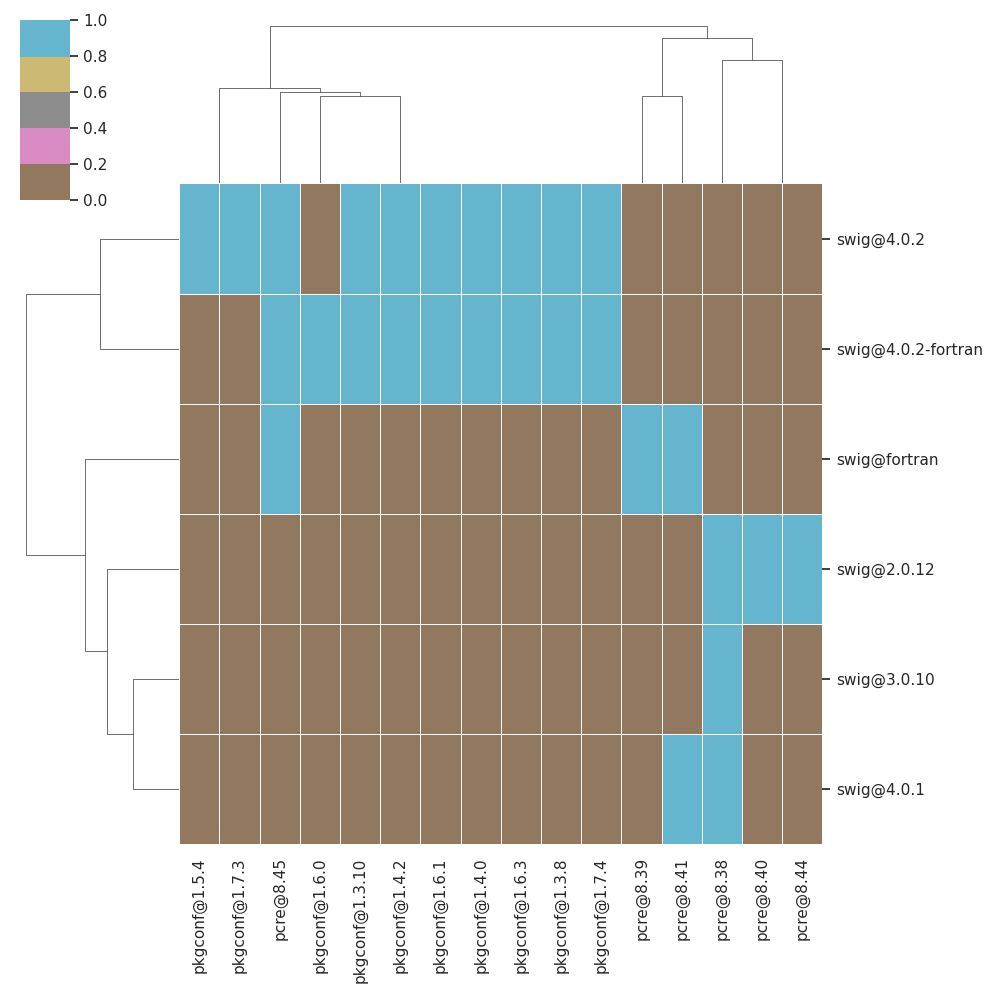 1.0
0.8
0.6
0.4
0.2
0.0
swig@4.0.2
swig@4.0.2-fortran
swig@fortran
swig@2.0.12
swig@3.0.10
swig@4.0.1
pkgconf@1.5.4
pkgconf@1.7.3
pcre@8.45
pkgconf@1.6.0
pkgconf@1.3.10
pkgconf@1.4.2
pkgconf@1.6.1
pkgconf@1.4.0
pkgconf@1.6.3
pkgconf@1.3.8
pkgconf@1.7.4
pcre@8.39
pcre@8.41
pcre@8.38
pcre@8.40
pcre@8.44